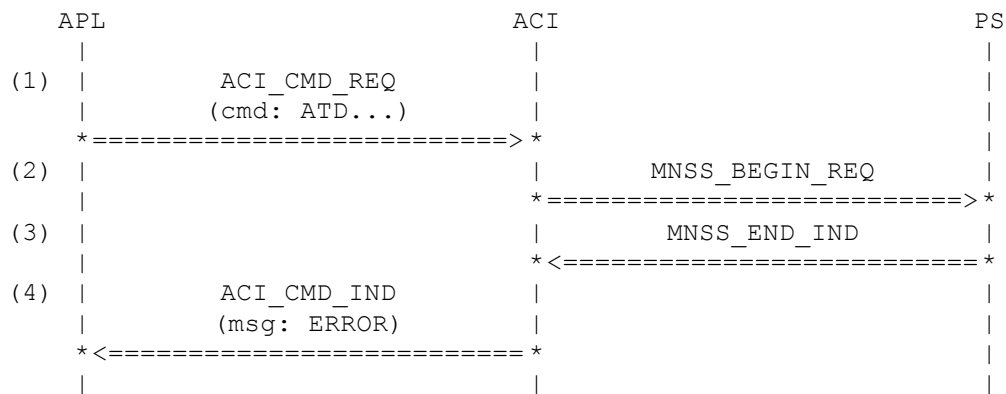 APL ACI PS
| | |
(1) | ACI_CMD_REQ | |
| (cmd: ATD...) | |
*==========================>* |
(2) | | MNSS_BEGIN_REQ |
| *==========================>*
(3) | | MNSS_END_IND |
| *<==========================*
(4) | ACI_CMD_IND | |
| (msg: ERROR) | |
*<==========================* |
| | |